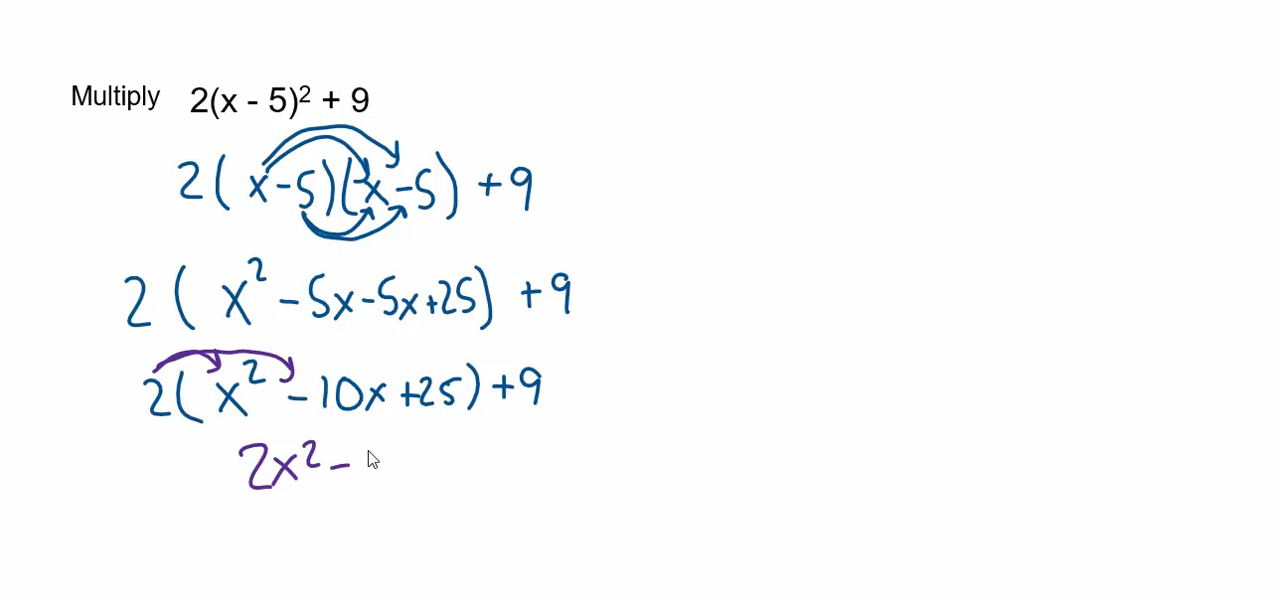 Multiply 2(x - 5)² + 9
2(x-5)(x-5)+9
2(x²-5x-5x+25)+9
2(x²-10x+25)+9
2x²-